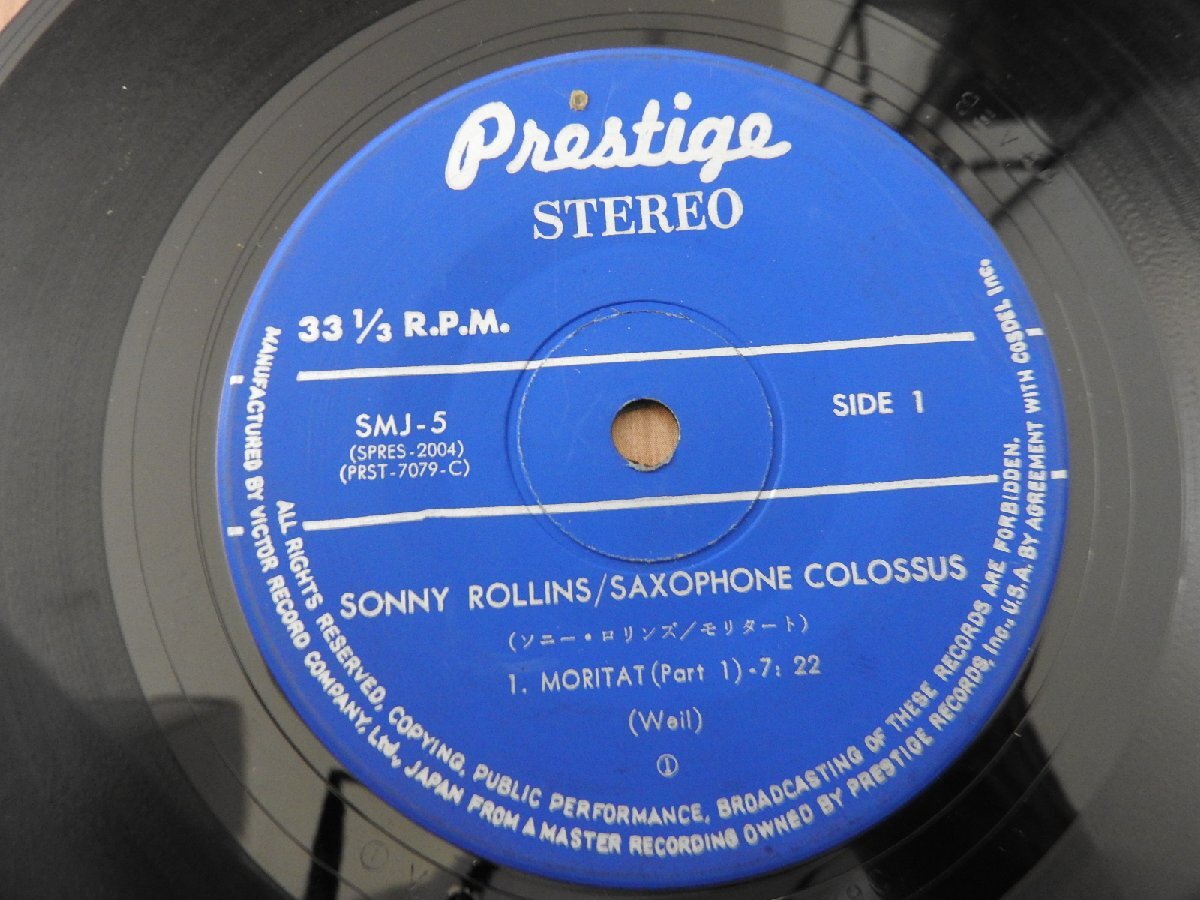 Prestige
STEREO
33 1/3 R.P.M.
SMJ-5
(SPRES-2004)
(PRST-7079-C)
SIDE 1
SONNY ROLLINS/SAXOPHONE COLOSSUS
(ソニー・ロリンズ/モリタート)
1. MORITAT (Part 1)-7: 22
(Weil)
①
ALL RIGHTS RESERVED, COPYING, PUBLIC PERFORMANCE, BROADCASTING OF THESE RECORDS ARE FORBIDDEN.
MANUFACTURED BY VICTOR RECORD COMPANY, Ltd., JAPAN FROM A MASTER RECORDING OWNED BY PRESTIGE RECORDS, Inc., U.S.A. BY AGREEMENT WITH COSDEL Inc.